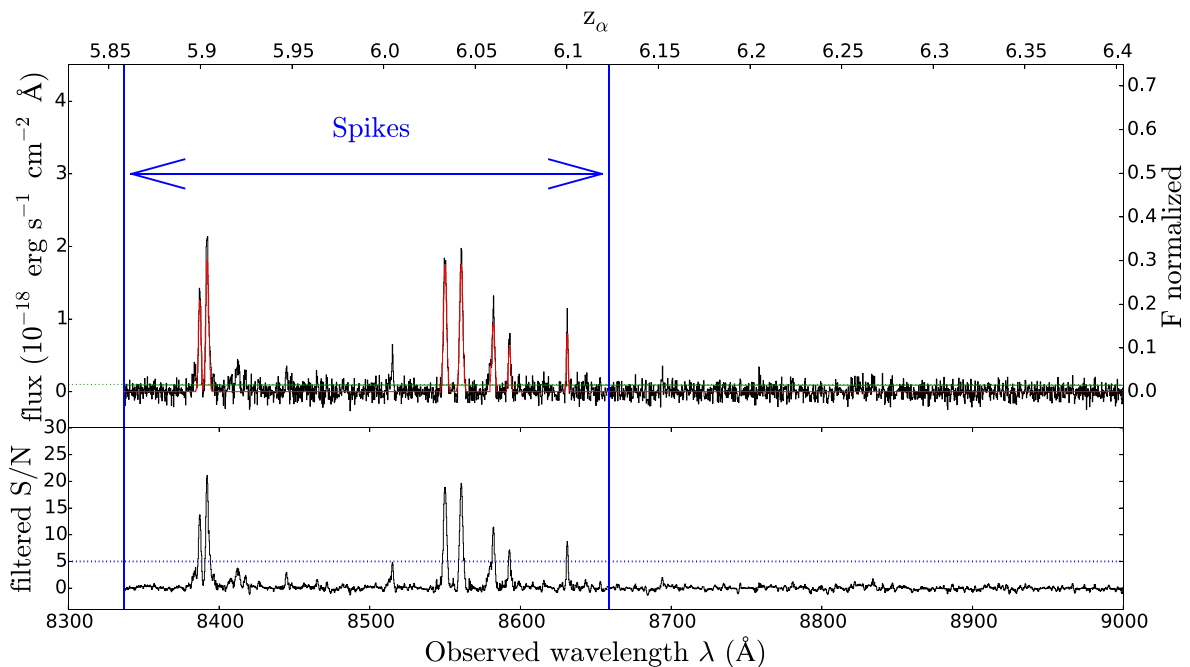 z_α
5.85 5.9 5.95 6.0 6.05 6.1 6.15 6.2 6.25 6.3 6.35 6.4
Spikes
flux (10^{-18} erg s^{-1} cm^{-2} Å)
4
3
2
1
0
F normalized
0.7
0.6
0.5
0.4
0.3
0.2
0.1
0.0
filtered S/N
30
25
20
15
10
5
0
8300 8400 8500 8600 8700 8800 8900 9000
Observed wavelength λ (Å)